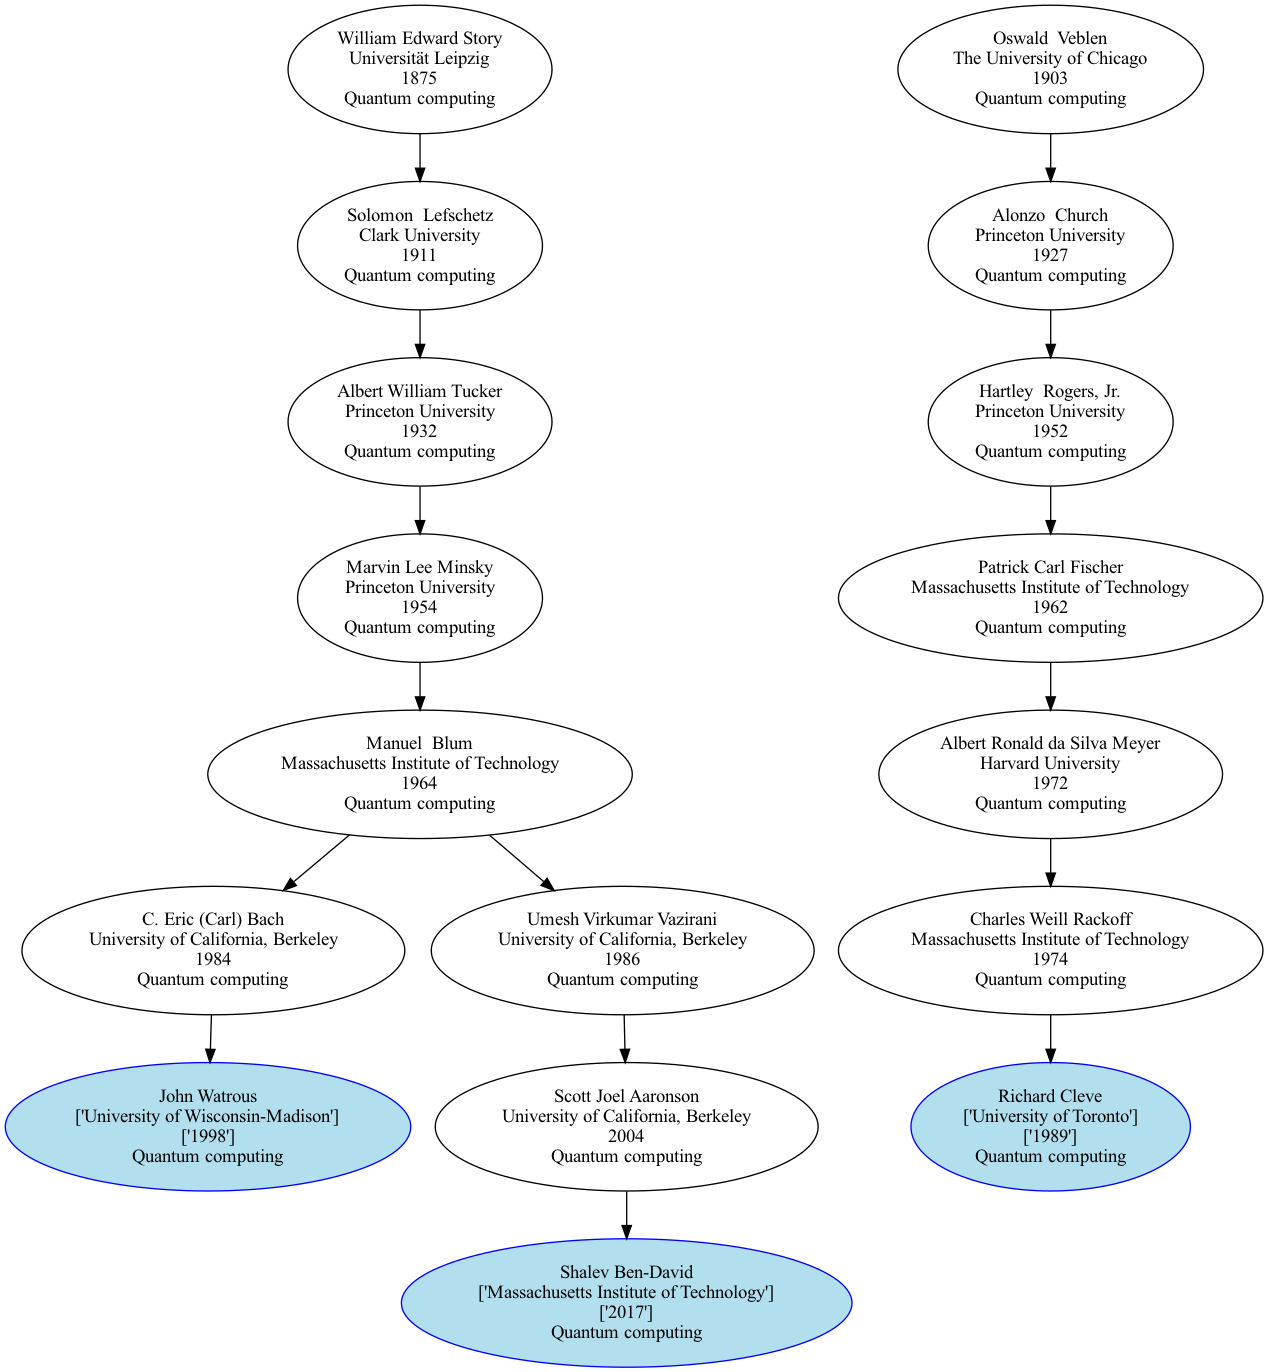 William Edward Story
Universität Leipzig
1875
Quantum computing
Oswald  Veblen
The University of Chicago
1903
Quantum computing
Solomon  Lefschetz
Clark University
1911
Quantum computing
Alonzo  Church
Princeton University
1927
Quantum computing
Albert William Tucker
Princeton University
1932
Quantum computing
Hartley  Rogers, Jr.
Princeton University
1952
Quantum computing
Marvin Lee Minsky
Princeton University
1954
Quantum computing
Patrick Carl Fischer
Massachusetts Institute of Technology
1962
Quantum computing
Manuel  Blum
Massachusetts Institute of Technology
1964
Quantum computing
Albert Ronald da Silva Meyer
Harvard University
1972
Quantum computing
C. Eric (Carl) Bach
University of California, Berkeley
1984
Quantum computing
Umesh Virkumar Vazirani
University of California, Berkeley
1986
Quantum computing
Charles Weill Rackoff
Massachusetts Institute of Technology
1974
Quantum computing
John Watrous
['University of Wisconsin-Madison']
['1998']
Quantum computing
Scott Joel Aaronson
University of California, Berkeley
2004
Quantum computing
Richard Cleve
['University of Toronto']
['1989']
Quantum computing
Shalev Ben-David
['Massachusetts Institute of Technology']
['2017']
Quantum computing